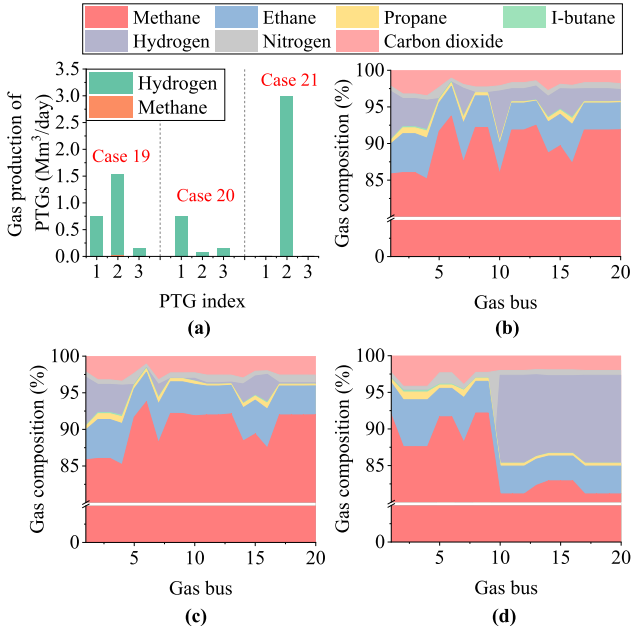 Methane Ethane Propane I-butane
Hydrogen Nitrogen Carbon dioxide
Gas production of
PTGs (Mm³/day)
3.5
3.0
2.5
2.0
1.5
1.0
0.5
0.0
Hydrogen
Methane
Case 19
Case 20
Case 21
1 2 3 1 2 3 1 2 3
PTG index
(a)
Gas composition (%)
100
95
90
85
0
5 10 15 20
Gas bus
(b)
Gas composition (%)
100
95
90
85
0
5 10 15 20
Gas bus
(c)
Gas composition (%)
100
95
90
85
0
5 10 15 20
Gas bus
(d)